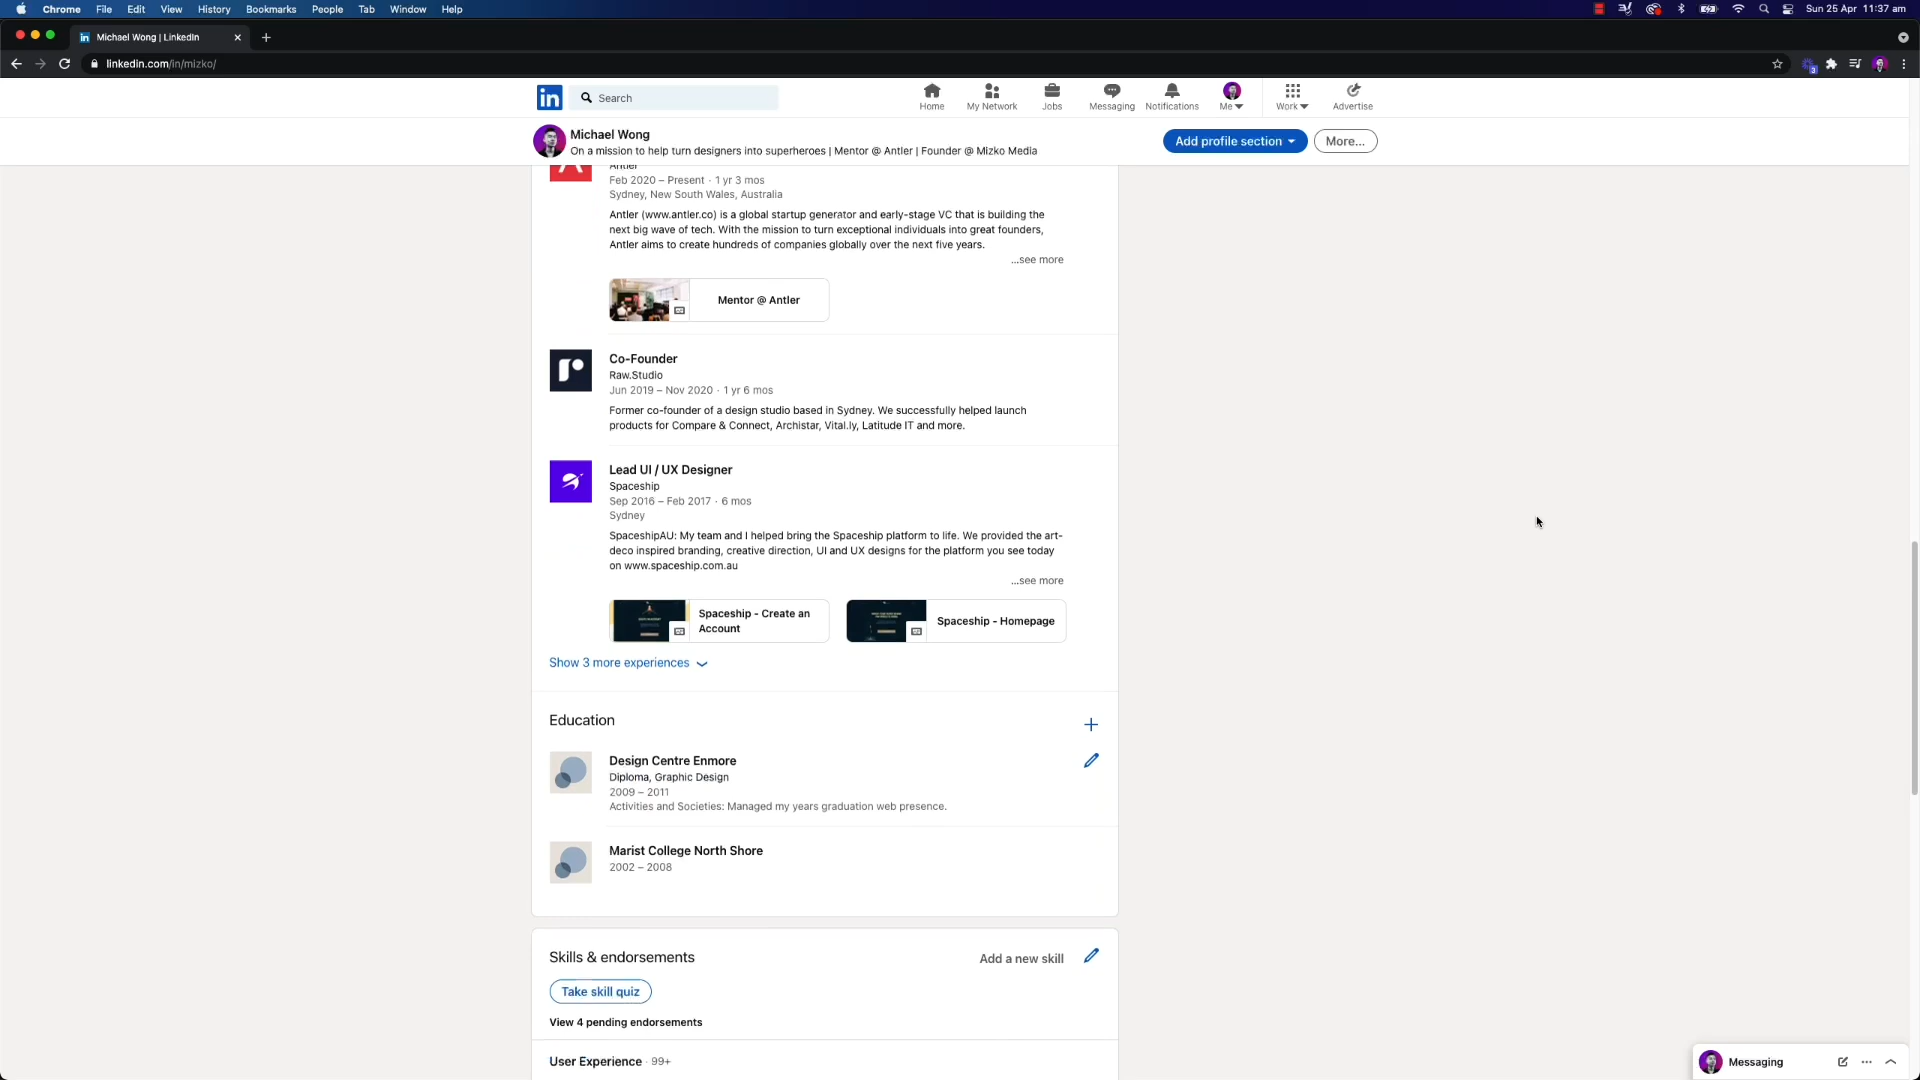 Chrome File Edit View History Bookmarks People Tab Window Help
Sun 25 Apr 11:37 am
Michael Wong | LinkedIn
linkedin.com/in/mizko/
3
in
Search
Home
My Network
Jobs
Messaging
Notifications
Me
Work
Advertise
Michael Wong
On a mission to help turn designers into superheroes | Mentor @ Antler | Founder @ Mizko Media
Add profile section
More...
Antler
Feb 2020 – Present · 1 yr 3 mos
Sydney, New South Wales, Australia
Antler (www.antler.co) is a global startup generator and early-stage VC that is building the
next big wave of tech. With the mission to turn exceptional individuals into great founders,
Antler aims to create hundreds of companies globally over the next five years.
...see more
Mentor @ Antler
Co-Founder
Raw.Studio
Jun 2019 – Nov 2020 · 1 yr 6 mos
Former co-founder of a design studio based in Sydney. We successfully helped launch
products for Compare & Connect, Archistar, Vital.ly, Latitude IT and more.
Lead UI / UX Designer
Spaceship
Sep 2016 – Feb 2017 · 6 mos
Sydney
SpaceshipAU: My team and I helped bring the Spaceship platform to life. We provided the art-
deco inspired branding, creative direction, UI and UX designs for the platform you see today
on www.spaceship.com.au
...see more
Spaceship - Create an
Account
Spaceship - Homepage
Show 3 more experiences
Education
Design Centre Enmore
Diploma, Graphic Design
2009 – 2011
Activities and Societies: Managed my years graduation web presence.
Marist College North Shore
2002 – 2008
Skills & endorsements
Add a new skill
Take skill quiz
View 4 pending endorsements
User Experience · 99+
Messaging